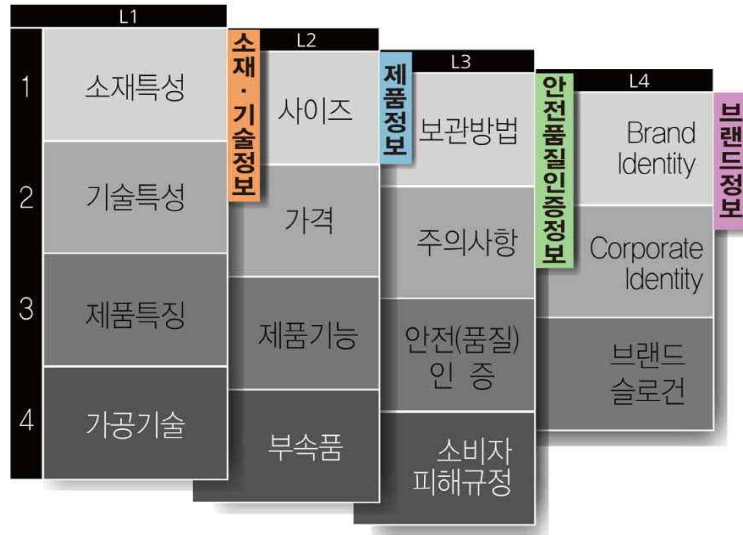 L1
1
소재특성
2
기술특성
3
제품특징
4
가공기술
소재·기술정보
L2
사이즈
가격
제품기능
부속품
제품정보
L3
보관방법
주의사항
안전(품질)
인 증
소비자
피해규정
안전품질인증정보
L4
Brand
Identity
Corporate
Identity
브랜드
슬로건
브랜드정보